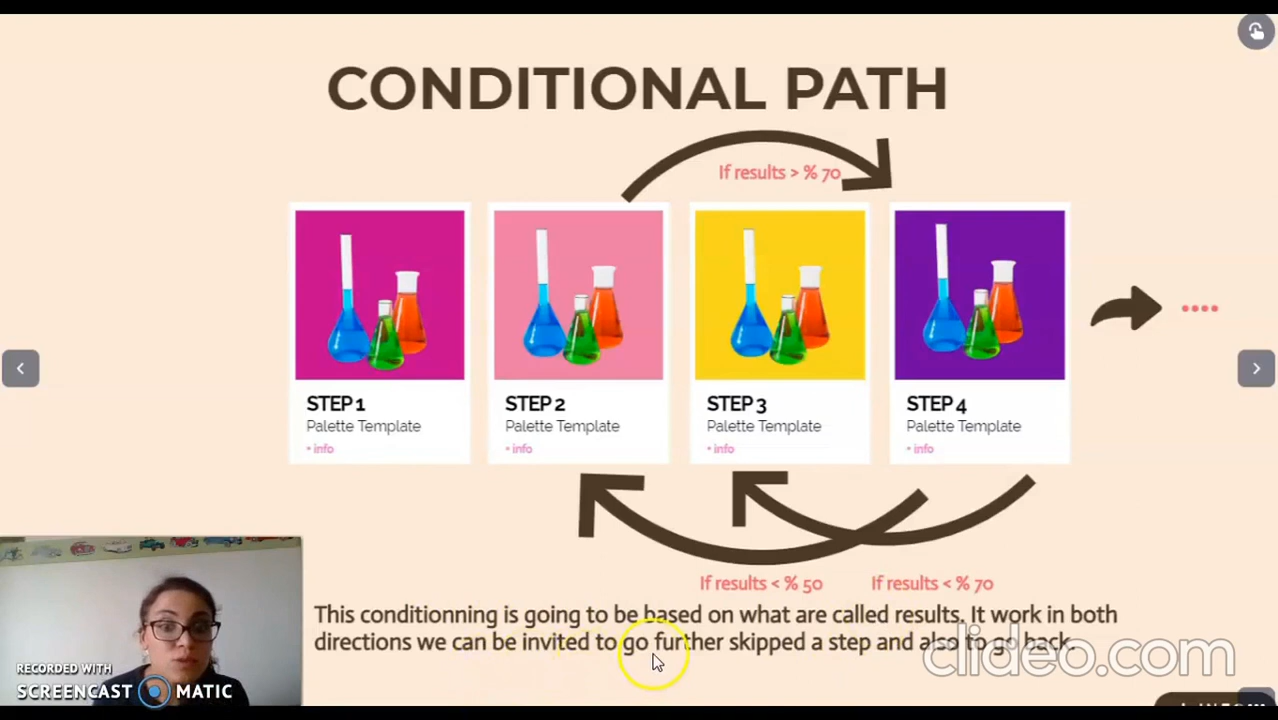 CONDITIONAL PATH
If results > % 70
STEP 1
Palette Template
• info
STEP 2
Palette Template
• info
STEP 3
Palette Template
• info
STEP 4
Palette Template
• info
If results < % 50
If results < % 70
This conditionning is going to be based on what are called results. It work in both
directions we can be invited to go further skipped a step and also to go back.
clideo.com
RECORDED WITH
SCREENCAST MATIC